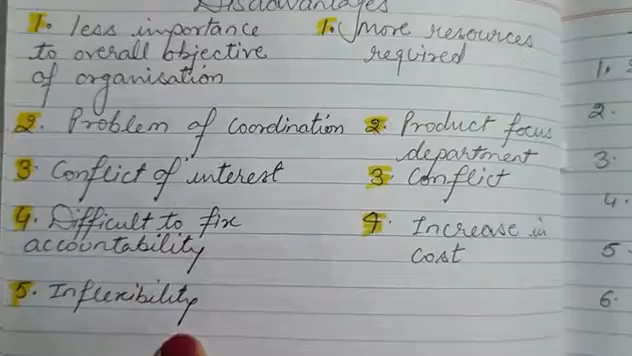 Disadvantages
1. less importance
to overall objective
of organisation
2. Problem of coordination
3. Conflict of interest
4. Difficult to fix
accountability
5. Inflexibility
1. more resources
required
2. Product focus
department
3. Conflict
4. Increase in
cost
1.
2.
3.
4.
5
6.